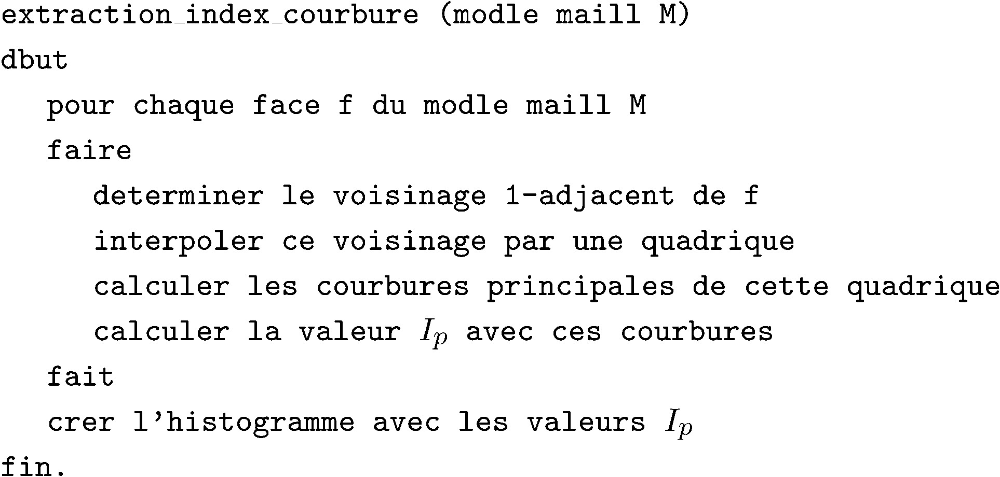 extraction_index_courbure (modle maill M)
dbut
pour chaque face f du modle maill M
faire
determiner le voisinage 1-adjacent de f
interpoler ce voisinage par une quadrique
calculer les courbures principales de cette quadrique
calculer la valeur I_p avec ces courbures
fait
crer l'histogramme avec les valeurs I_p
fin.